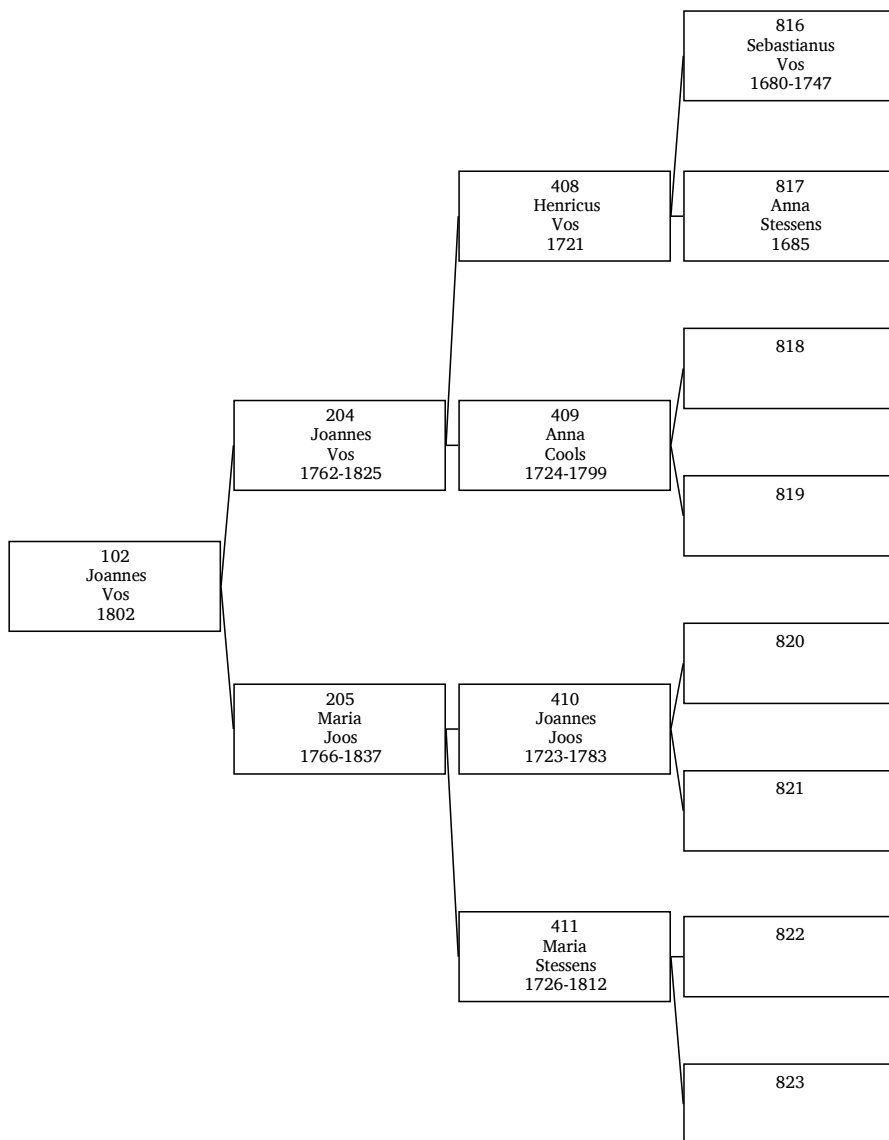 816
Sebastianus
Vos
1680-1747
408
Henricus
Vos
1721
817
Anna
Stessens
1685
818
204
Joannes
Vos
1762-1825
409
Anna
Cools
1724-1799
819
102
Joannes
Vos
1802
820
205
Maria
Joos
1766-1837
410
Joannes
Joos
1723-1783
821
411
Maria
Stessens
1726-1812
822
823